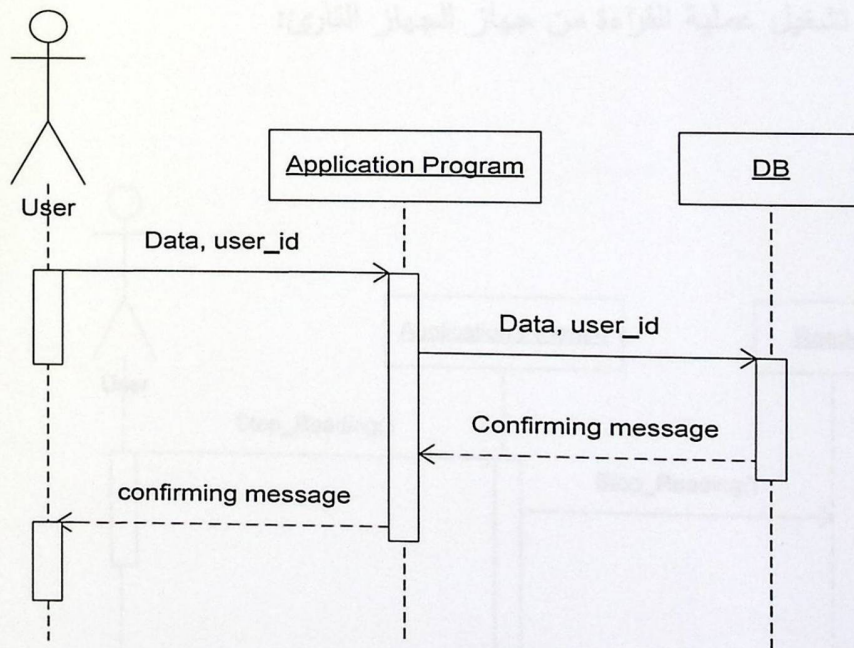 User
Application Program
DB
Data, user_id
Data, user_id
Confirming message
confirming message